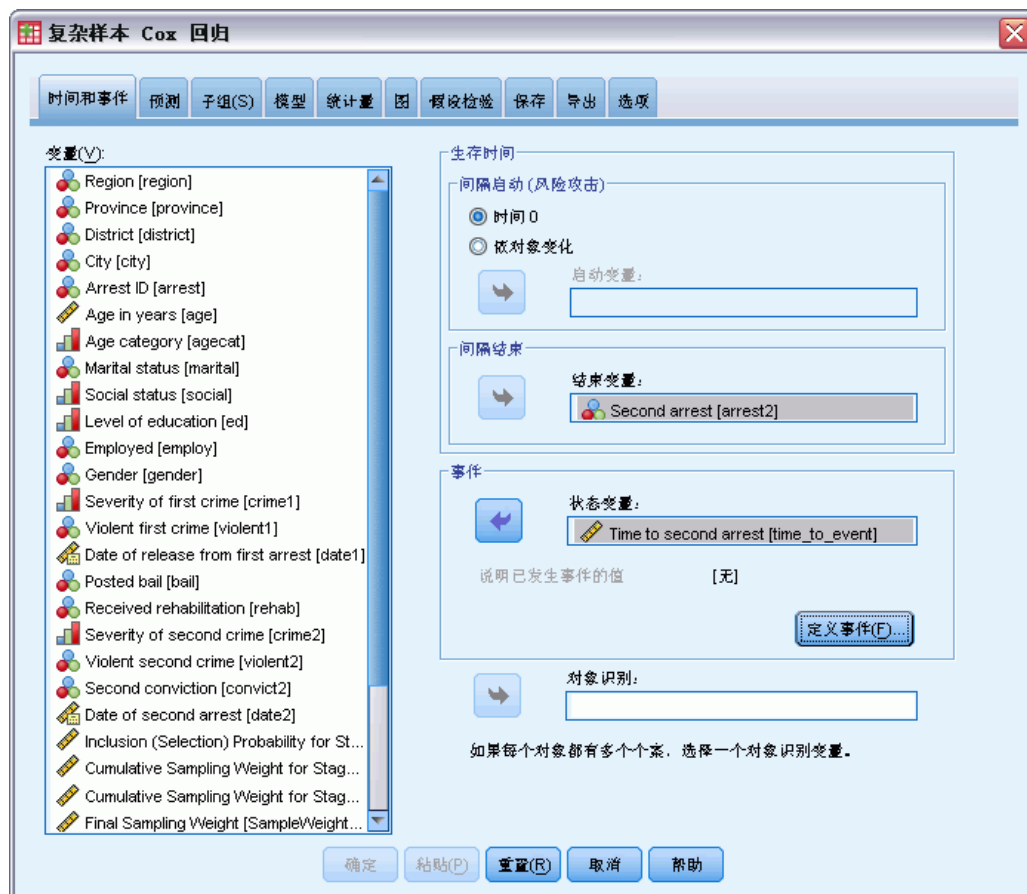 复杂样本 Cox 回归
时间和事件 预测 子组(S) 模型 统计量 图 假设检验 保存 导出 选项
变量(V):
Region [region]
Province [province]
District [district]
City [city]
Arrest ID [arrest]
Age in years [age]
Age category [agecat]
Marital status [marital]
Social status [social]
Level of education [ed]
Employed [employ]
Gender [gender]
Severity of first crime [crime1]
Violent first crime [violent1]
Date of release from first arrest [date1]
Posted bail [bail]
Received rehabilitation [rehab]
Severity of second crime [crime2]
Violent second crime [violent2]
Second conviction [convict2]
Date of second arrest [date2]
Inclusion (Selection) Probability for St...
Cumulative Sampling Weight for Stag...
Cumulative Sampling Weight for Stag...
Final Sampling Weight [SampleWeight...
生存时间
间隔启动(风险攻击)
时间 0
依对象变化
启动变量:
间隔结束
结束变量:
Second arrest [arrest2]
事件
状态变量:
Time to second arrest [time_to_event]
说明已发生事件的值 [无]
定义事件(F)...
对象识别:
如果每个对象都有多个个案，选择一个对象识别变量。
确定 粘贴(P) 重置(R) 取消 帮助